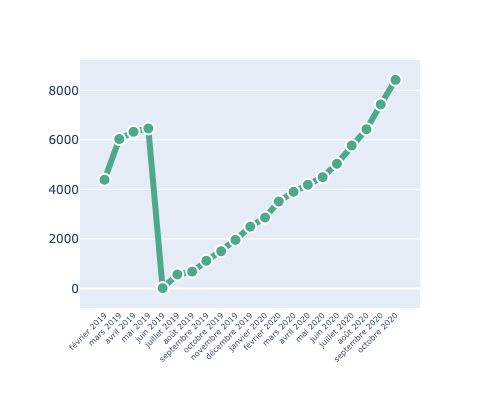 8000
6000
4000
2000
0
février 2019
mars 2019
avril 2019
mai 2019
juin 2019
juillet 2019
août 2019
septembre 2019
octobre 2019
novembre 2019
décembre 2019
janvier 2020
février 2020
mars 2020
avril 2020
mai 2020
juin 2020
juillet 2020
août 2020
septembre 2020
octobre 2020